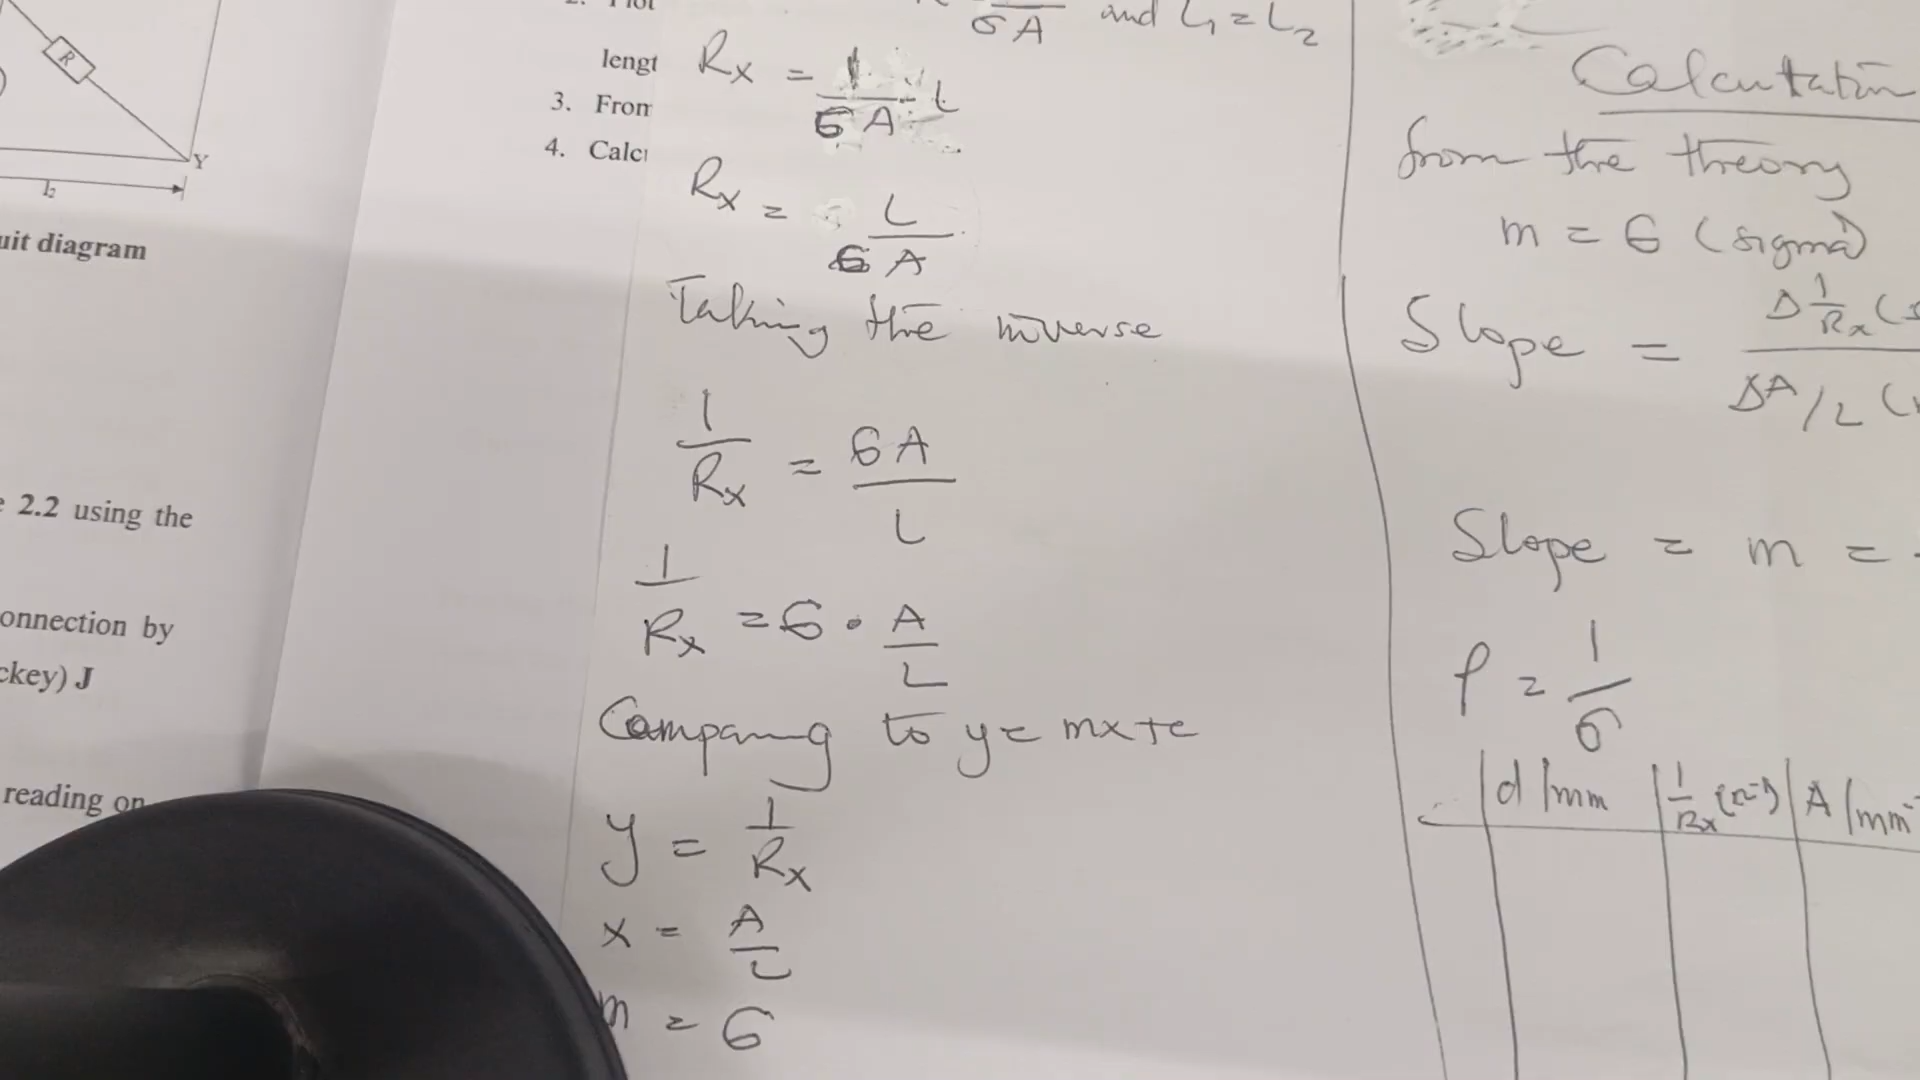 R
Y
l₂
uit diagram
2.2 using the
onnection by
ckey) J
reading on
lengt
3. From
4. Calc
σA and L₁ = L₂
Rx = 1/σA · L
Rx = L/σA
Taking the inverse
1/Rx = σA/L
1/Rx = σ · A/L
Comparing to y = mx+c
y = 1/Rx
x = A/L
m = σ
Calculation
from the theory
m = σ (sigma)
Slope = Δ 1/Rx / ΔA/L
Slope = m =
ρ = 1/σ
d/mm | 1/Rx (Ω⁻¹) | A/mm